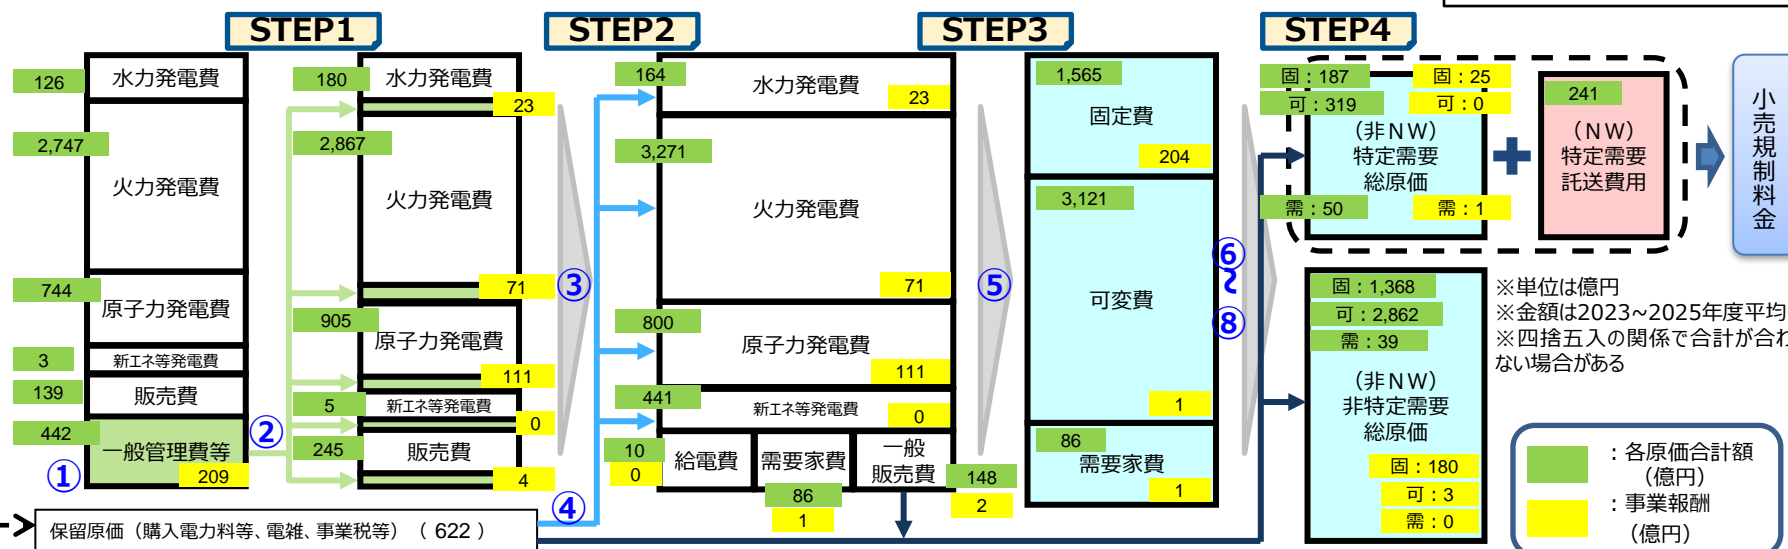 STEP1
STEP2
STEP3
STEP4
126
水力発電費
2,747
火力発電費
744
原子力発電費
3
新エネ等発電費
139
販売費
442
一般管理費等
①
209
②
180
水力発電費
23
2,867
火力発電費
71
905
原子力発電費
111
5
新エネ等発電費
0
245
販売費
4
③
④
保留原価（購入電力料等、電雑、事業税等）（ 622 ）
164
水力発電費
23
3,271
火力発電費
71
800
原子力発電費
111
441
新エネ等発電費
0
10
0
給電費
需要家費
86
1
一般
販売費
148
2
⑤
1,565
固定費
204
3,121
可変費
1
86
需要家費
1
⑥
～
⑧
固：187
固：25
可：319
可：0
（非ＮＷ）
特定需要
総原価
需：50
需：1
241
（ＮＷ）
特定需要
託送費用
小売規制料金
固：1,368
可：2,862
需：39
（非ＮＷ）
非特定需要
総原価
固：180
可：3
需：0
※単位は億円
※金額は2023~2025年度平均
※四捨五入の関係で合計が合わ
ない場合がある
：各原価合計額
（億円）
：事業報酬
（億円）